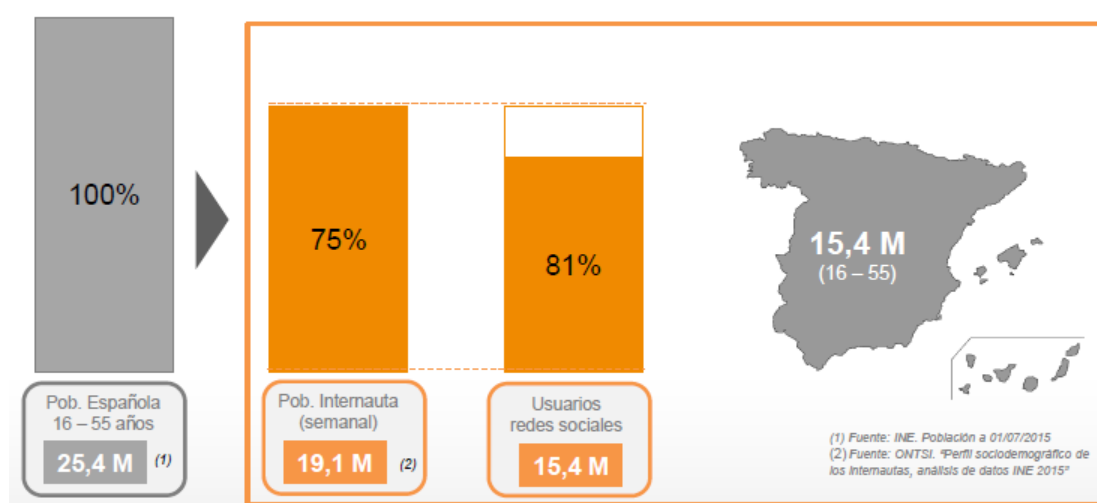 100%
75%
81%
15,4 M
(16 – 55)
Pob. Española
16 – 55 años
25,4 M (1)
Pob. Internauta
(semanal)
19,1 M (2)
Usuarios
redes sociales
15,4 M
(1) Fuente: INE. Población a 01/07/2015
(2) Fuente: ONTSI. "Perfil sociodemográfico de
los Internautas, análisis de datos INE 2015"